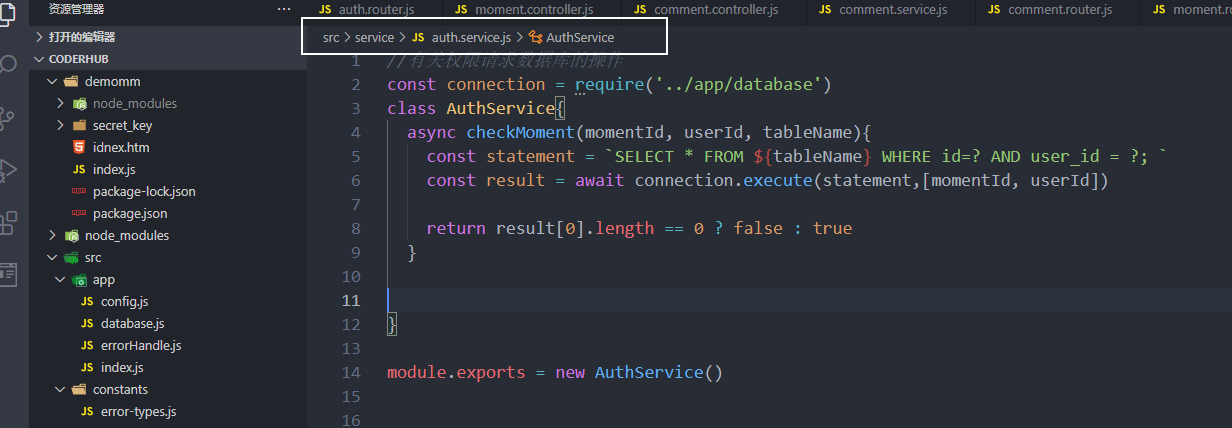 资源管理器 ...
打开的编辑器
CODERHUB
demomm
node_modules
secret_key
idnex.htm
index.js
package-lock.json
package.json
node_modules
src
app
config.js
database.js
errorHandle.js
index.js
constants
error-types.js
JS auth.router.js JS moment.controller.js JS comment.controller.js JS comment.service.js JS comment.router.js JS moment.ro
src > service > JS auth.service.js > AuthService
1 //有关权限请求数据库的操作
2 const connection = require('../app/database')
3 class AuthService{
4 async checkMoment(momentId, userId, tableName){
5 const statement = `SELECT * FROM ${tableName} WHERE id=? AND user_id = ?; `
6 const result = await connection.execute(statement,[momentId, userId])
7
8 return result[0].length == 0 ? false : true
9 }
10
11
12 }
13
14 module.exports = new AuthService()
15
16